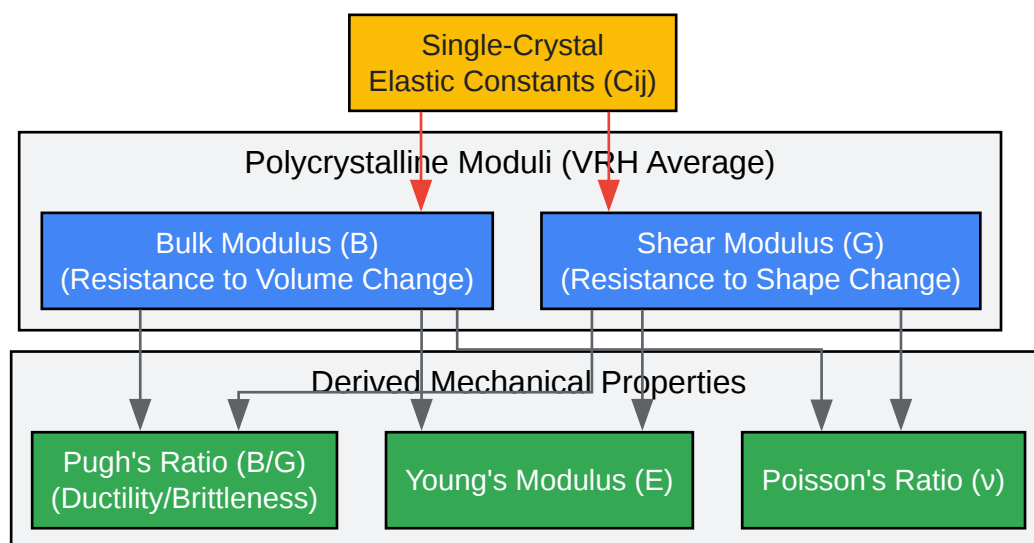 Single-Crystal
Elastic Constants (Cij)
Polycrystalline Moduli (VRH Average)
Bulk Modulus (B)
(Resistance to Volume Change)
Shear Modulus (G)
(Resistance to Shape Change)
Derived Mechanical Properties
Pugh's Ratio (B/G)
(Ductility/Brittleness)
Young's Modulus (E)
Poisson's Ratio (ν)